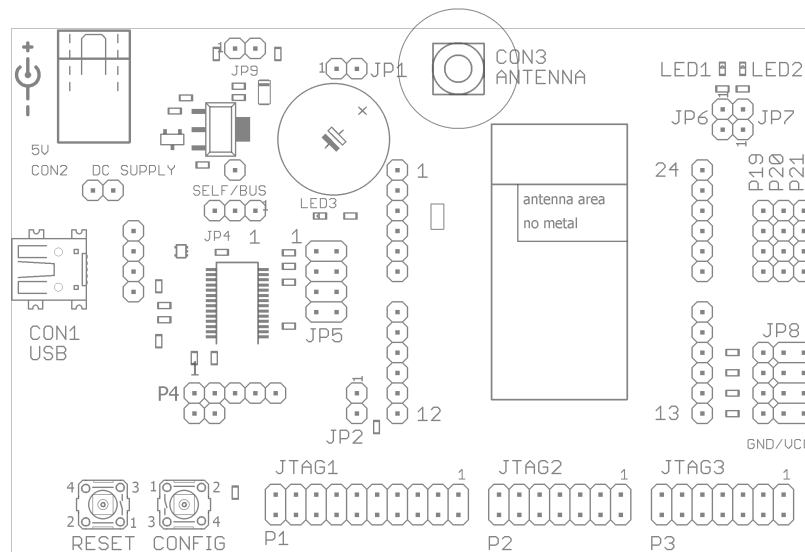 1
JP9
1
JP1
CON3
ANTENNA
LED1
LED2
1
JP6
JP7
1
5V
CON2
DC SUPPLY
SELF/BUS
1
LED3
JP4
1
1
1
24
P19
P20
P21
antenna area
no metal
CON1
USB
JP5
JP8
1
P4
1
JP2
12
13
GND/VCC
JTAG1
1
JTAG2
1
JTAG3
1
4
3
2
1
1
2
3
4
RESET
CONFIG
P1
P2
P3